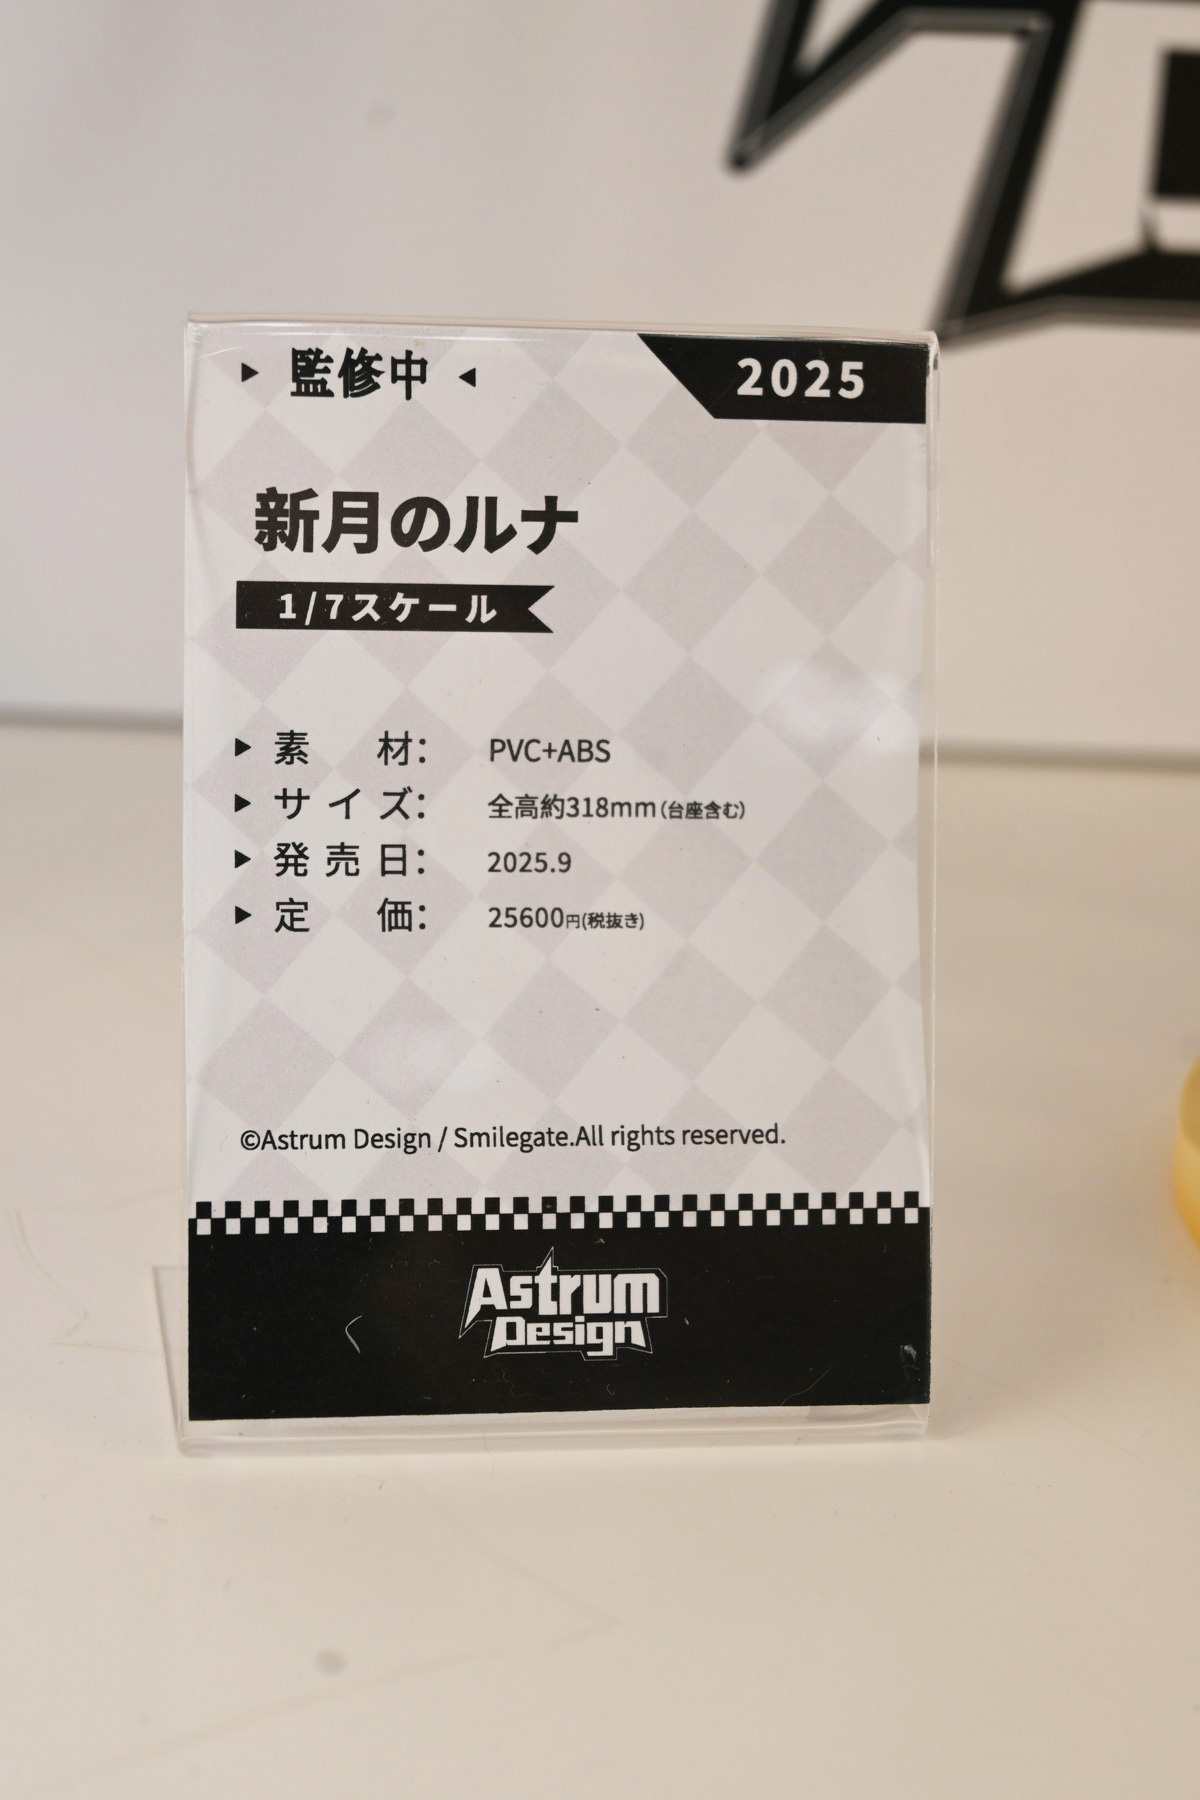 ▶ 監修中 ◀
2025
新月のルナ
1/7スケール
▶ 素材： PVC+ABS
▶ サイズ： 全高約318mm（台座含む）
▶ 発売日： 2025.9
▶ 定価： 25600円(税抜き)
©Astrum Design / Smilegate.All rights reserved.
Astrum
Design